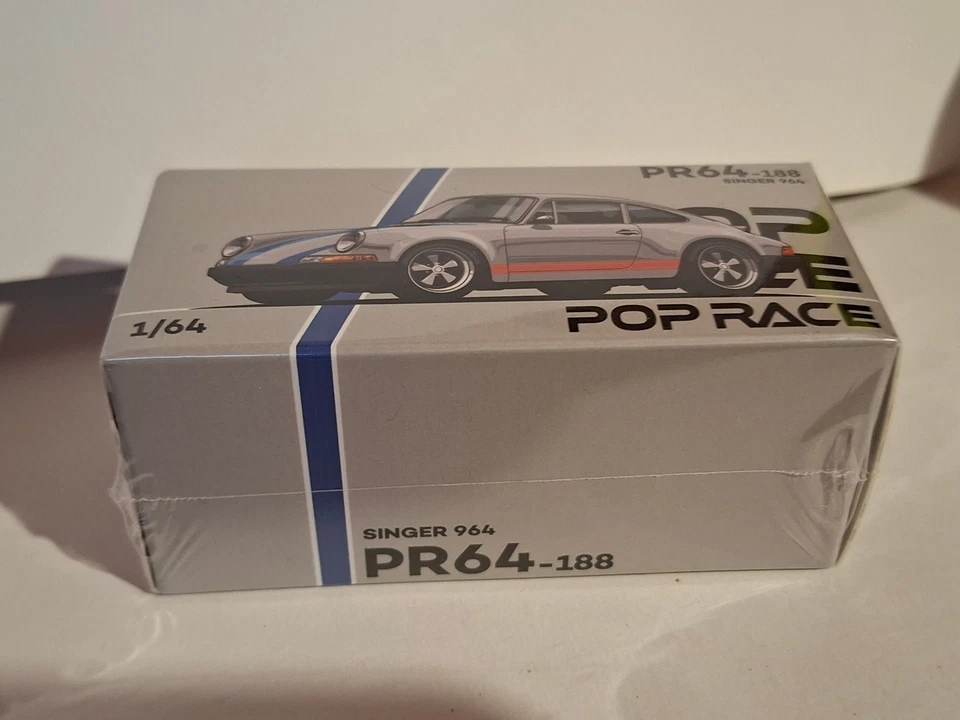 PR64-188
SINGER 964
POP RACE
1/64
SINGER 964
PR64-188